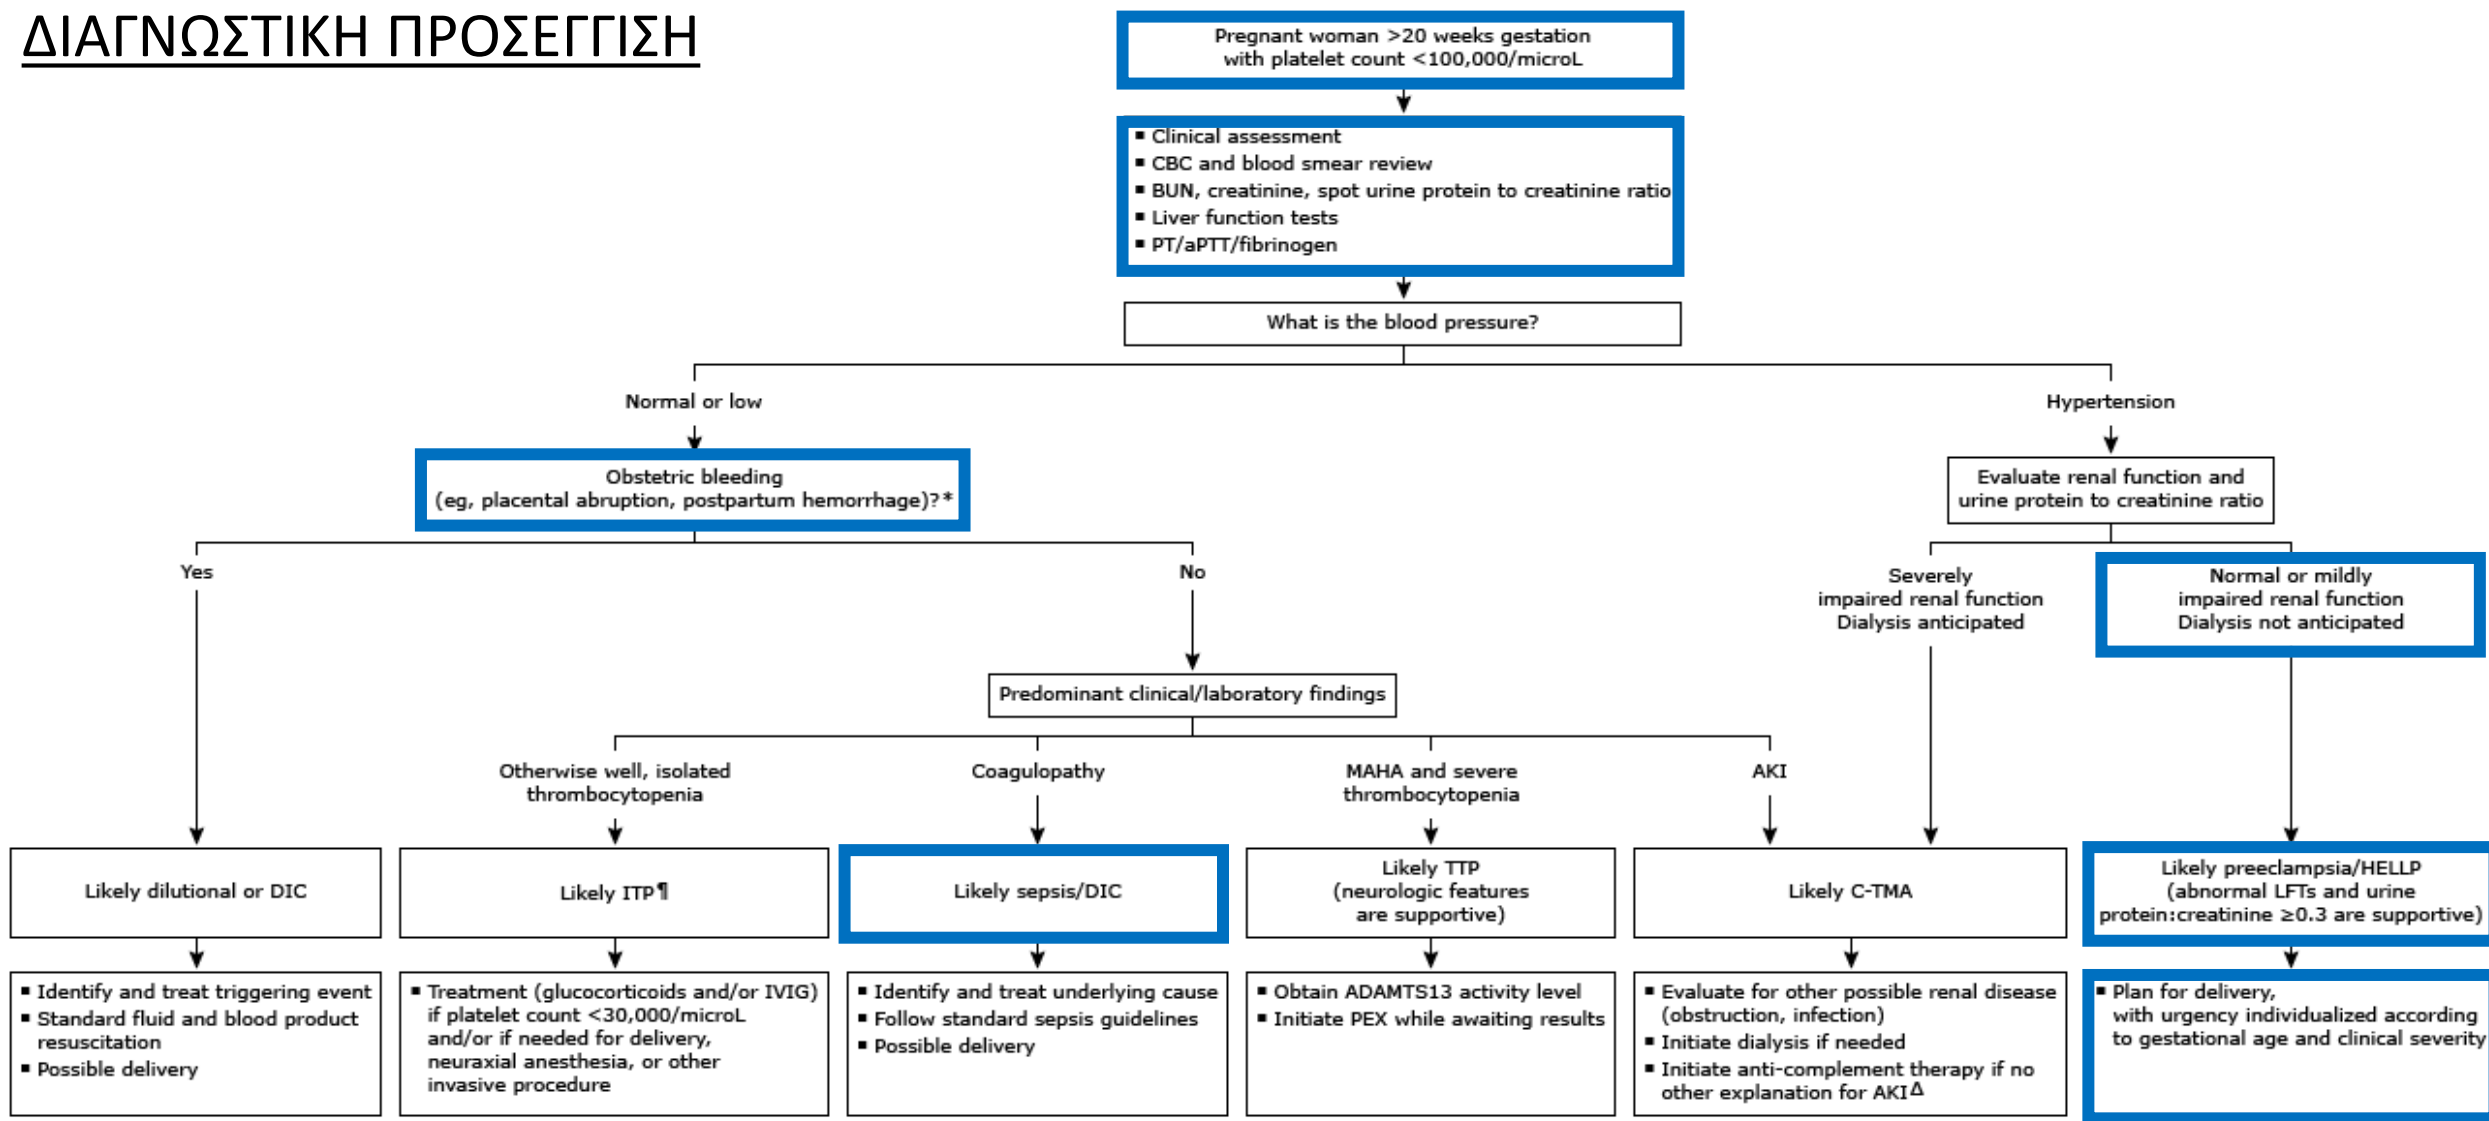 ΔΙΑΓΝΩΣΤΙΚΗ ΠΡΟΣΕΓΓΙΣΗ
Pregnant woman >20 weeks gestation
with platelet count <100,000/microL
▪ Clinical assessment
▪ CBC and blood smear review
▪ BUN, creatinine, spot urine protein to creatinine ratio
▪ Liver function tests
▪ PT/aPTT/fibrinogen
What is the blood pressure?
Normal or low
Hypertension
Obstetric bleeding
(eg, placental abruption, postpartum hemorrhage)?*
Evaluate renal function and
urine protein to creatinine ratio
Yes
No
Severely
impaired renal function
Dialysis anticipated
Normal or mildly
impaired renal function
Dialysis not anticipated
Predominant clinical/laboratory findings
Otherwise well, isolated
thrombocytopenia
Coagulopathy
MAHA and severe
thrombocytopenia
AKI
Likely dilutional or DIC
Likely ITP¶
Likely sepsis/DIC
Likely TTP
(neurologic features
are supportive)
Likely C-TMA
Likely preeclampsia/HELLP
(abnormal LFTs and urine
protein:creatinine ≥0.3 are supportive)
▪ Identify and treat triggering event
▪ Standard fluid and blood product
resuscitation
▪ Possible delivery
▪ Treatment (glucocorticoids and/or IVIG)
if platelet count <30,000/microL
and/or if needed for delivery,
neuraxial anesthesia, or other
invasive procedure
▪ Identify and treat underlying cause
▪ Follow standard sepsis guidelines
▪ Possible delivery
▪ Obtain ADAMTS13 activity level
▪ Initiate PEX while awaiting results
▪ Evaluate for other possible renal disease
(obstruction, infection)
▪ Initiate dialysis if needed
▪ Initiate anti-complement therapy if no
other explanation for AKIΔ
▪ Plan for delivery,
with urgency individualized according
to gestational age and clinical severity